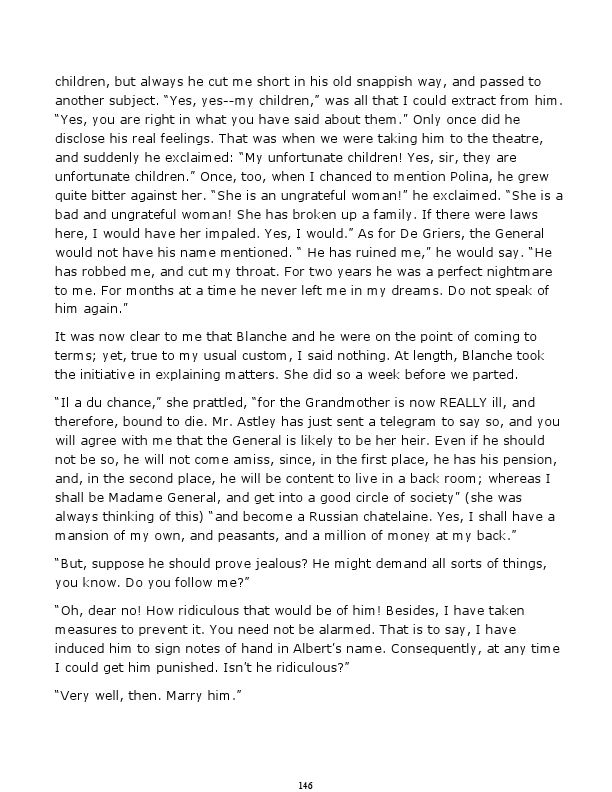 children, but always he cut me short in his old snappish way, and passed to
another subject. “Yes, yes--my children,” was all that I could extract from him.
“Yes, you are right in what you have said about them.” Only once did he
disclose his real feelings. That was when we were taking him to the theatre,
and suddenly he exclaimed: “My unfortunate children! Yes, sir, they are
unfortunate children.” Once, too, when I chanced to mention Polina, he grew
quite bitter against her. “She is an ungrateful woman!” he exclaimed. “She is a
bad and ungrateful woman! She has broken up a family. If there were laws
here, I would have her impaled. Yes, I would.” As for De Griers, the General
would not have his name mentioned. “ He has ruined me,” he would say. “He
has robbed me, and cut my throat. For two years he was a perfect nightmare
to me. For months at a time he never left me in my dreams. Do not speak of
him again.”
It was now clear to me that Blanche and he were on the point of coming to
terms; yet, true to my usual custom, I said nothing. At length, Blanche took
the initiative in explaining matters. She did so a week before we parted.
“Il a du chance,” she prattled, “for the Grandmother is now REALLY ill, and
therefore, bound to die. Mr. Astley has just sent a telegram to say so, and you
will agree with me that the General is likely to be her heir. Even if he should
not be so, he will not come amiss, since, in the first place, he has his pension,
and, in the second place, he will be content to live in a back room; whereas I
shall be Madame General, and get into a good circle of society” (she was
always thinking of this) “and become a Russian chatelaine. Yes, I shall have a
mansion of my own, and peasants, and a million of money at my back.”
“But, suppose he should prove jealous? He might demand all sorts of things,
you know. Do you follow me?”
“Oh, dear no! How ridiculous that would be of him! Besides, I have taken
measures to prevent it. You need not be alarmed. That is to say, I have
induced him to sign notes of hand in Albert’s name. Consequently, at any time
I could get him punished. Isn’t he ridiculous?”
“Very well, then. Marry him.”
146